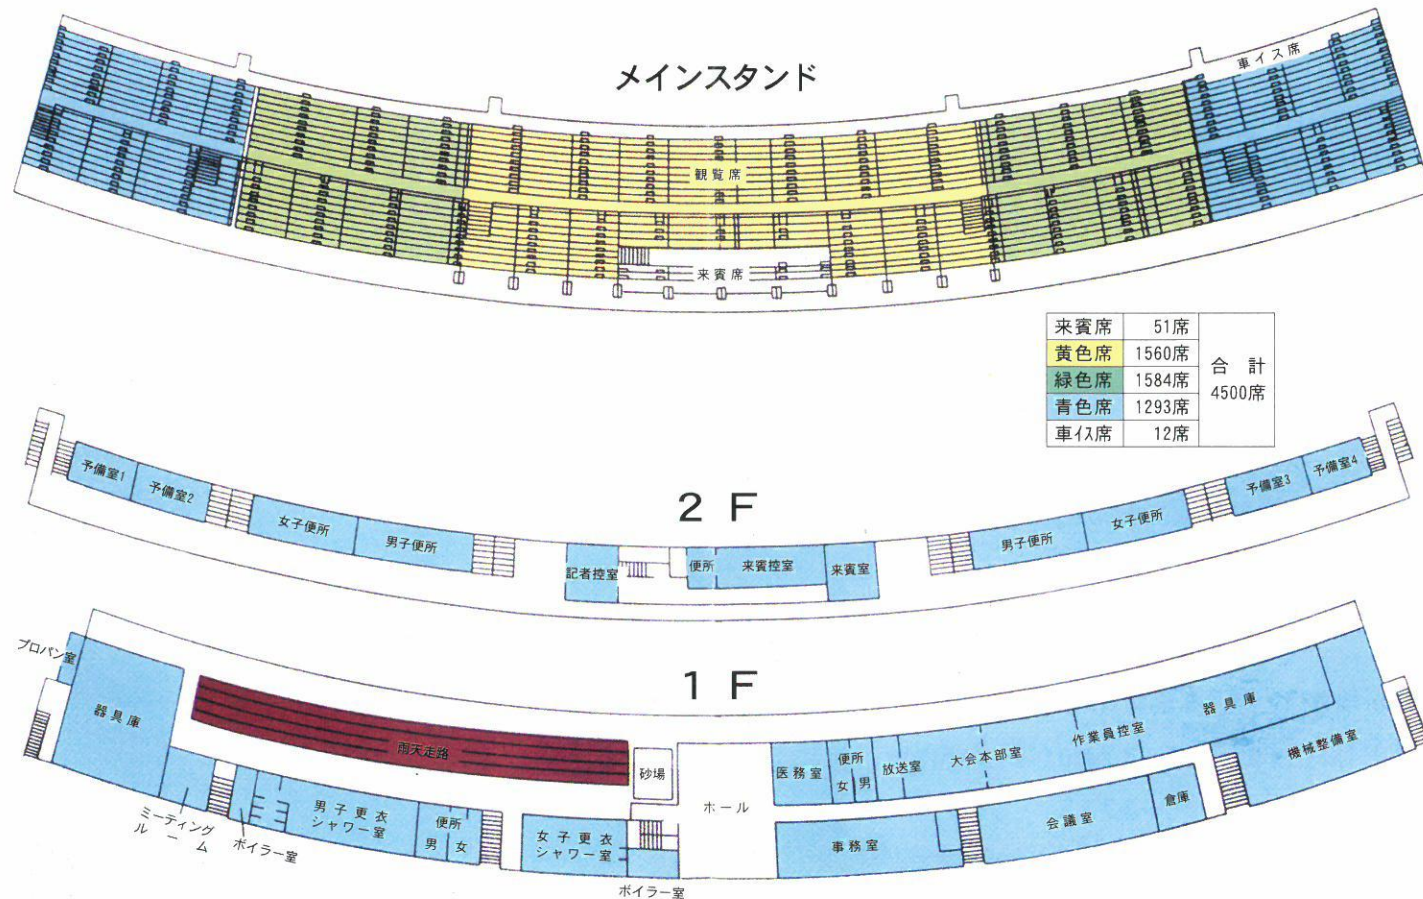 メインスタンド
車イス席
観覧席
来賓席
来賓席 51席
黄色席 1560席
緑色席 1584席
青色席 1293席
車イス席 12席
合計
4500席
2F
予備室1
予備室2
女子便所
男子便所
記者控室
便所
来賓控室
来賓室
男子便所
女子便所
予備室3
予備室4
1F
プロパン室
器具庫
雨天走路
砂場
ホール
医務室
便所
女 男
放送室
大会本部室
作業員控室
器具庫
機械整備室
ミーティング
ルーム
ボイラー室
男子更衣
シャワー室
便所
男 女
女子更衣
シャワー室
ボイラー室
事務室
会議室
倉庫